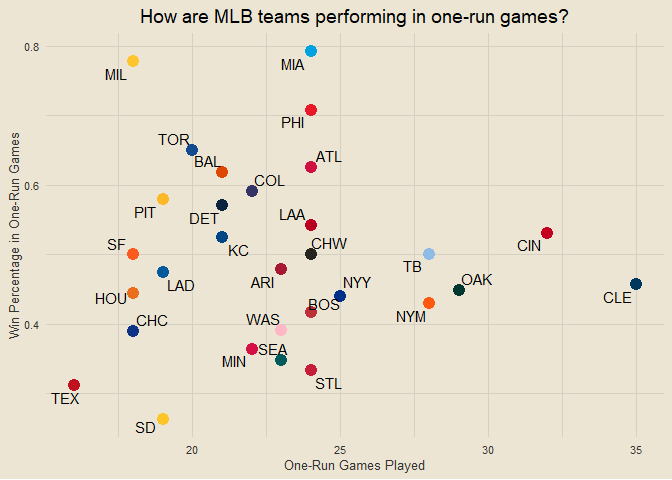 How are MLB teams performing in one-run games?
0.8
MIA
MIL
PHI
TOR
ATL
BAL
0.6
COL
PIT
DET
LAA
SF
CHW
CIN
KC
TB
LAD
ARI
NYY
OAK
HOU
BOS
CLE
CHC
WAS
NYM
0.4
SEA
MIN
STL
TEX
SD
20
25
30
35
One-Run Games Played
Win Percentage in One-Run Games